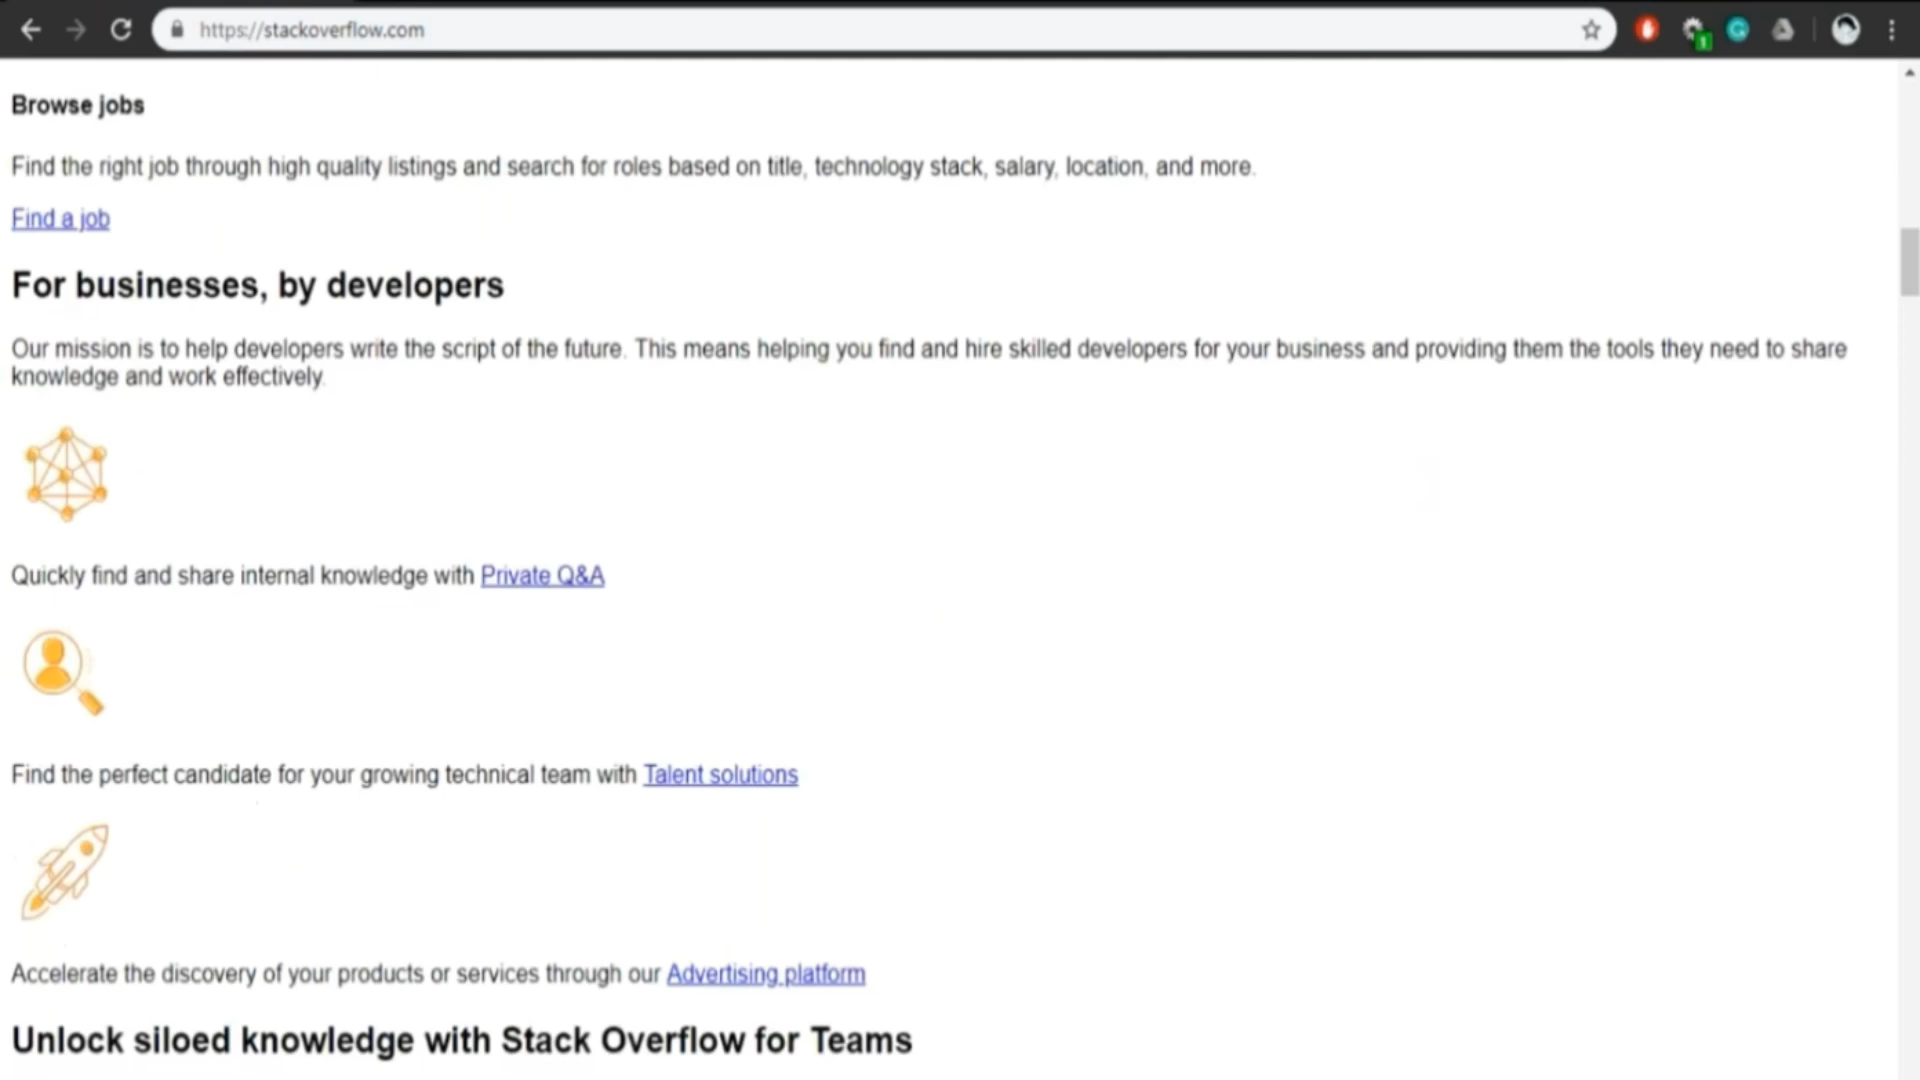 https://stackoverflow.com
1
Browse jobs
Find the right job through high quality listings and search for roles based on title, technology stack, salary, location, and more.
Find a job
For businesses, by developers
Our mission is to help developers write the script of the future. This means helping you find and hire skilled developers for your business and providing them the tools they need to share
knowledge and work effectively.
Quickly find and share internal knowledge with Private Q&A
Find the perfect candidate for your growing technical team with Talent solutions
Accelerate the discovery of your products or services through our Advertising platform
Unlock siloed knowledge with Stack Overflow for Teams